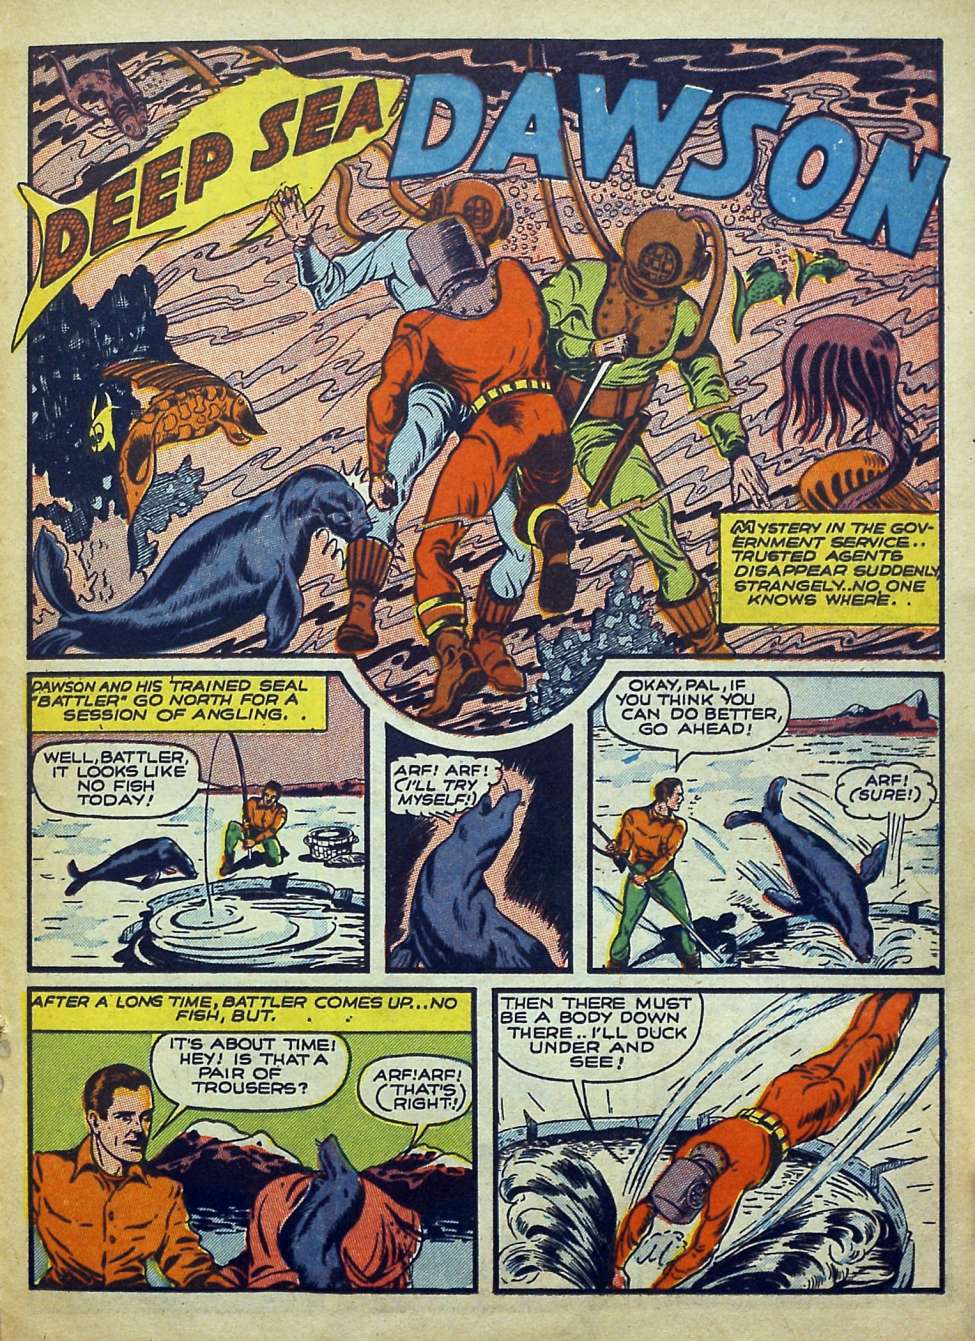 DEEP SEA
DAWSON
MYSTERY IN THE GOV-
ERNMENT SERVICE..
TRUSTED AGENTS
DISAPPEAR SUDDENLY,
STRANGELY..NO ONE
KNOWS WHERE..
DAWSON AND HIS TRAINED SEAL
"BATTLER" GO NORTH FOR A
SESSION OF ANGLING..
WELL, BATTLER,
IT LOOKS LIKE
NO FISH
TODAY!
ARF! ARF!
(I'LL TRY
MYSELF!)
OKAY, PAL, IF
YOU THINK YOU
CAN DO BETTER,
GO AHEAD!
ARF!
(SURE!)
AFTER A LONG TIME, BATTLER COMES UP...NO
FISH, BUT. . .
IT'S ABOUT TIME!
HEY! IS THAT A
PAIR OF
TROUSERS?
ARF! ARF!
(THAT'S
RIGHT!)
THEN THERE MUST
BE A BODY DOWN
THERE..I'LL DUCK
UNDER AND
SEE!